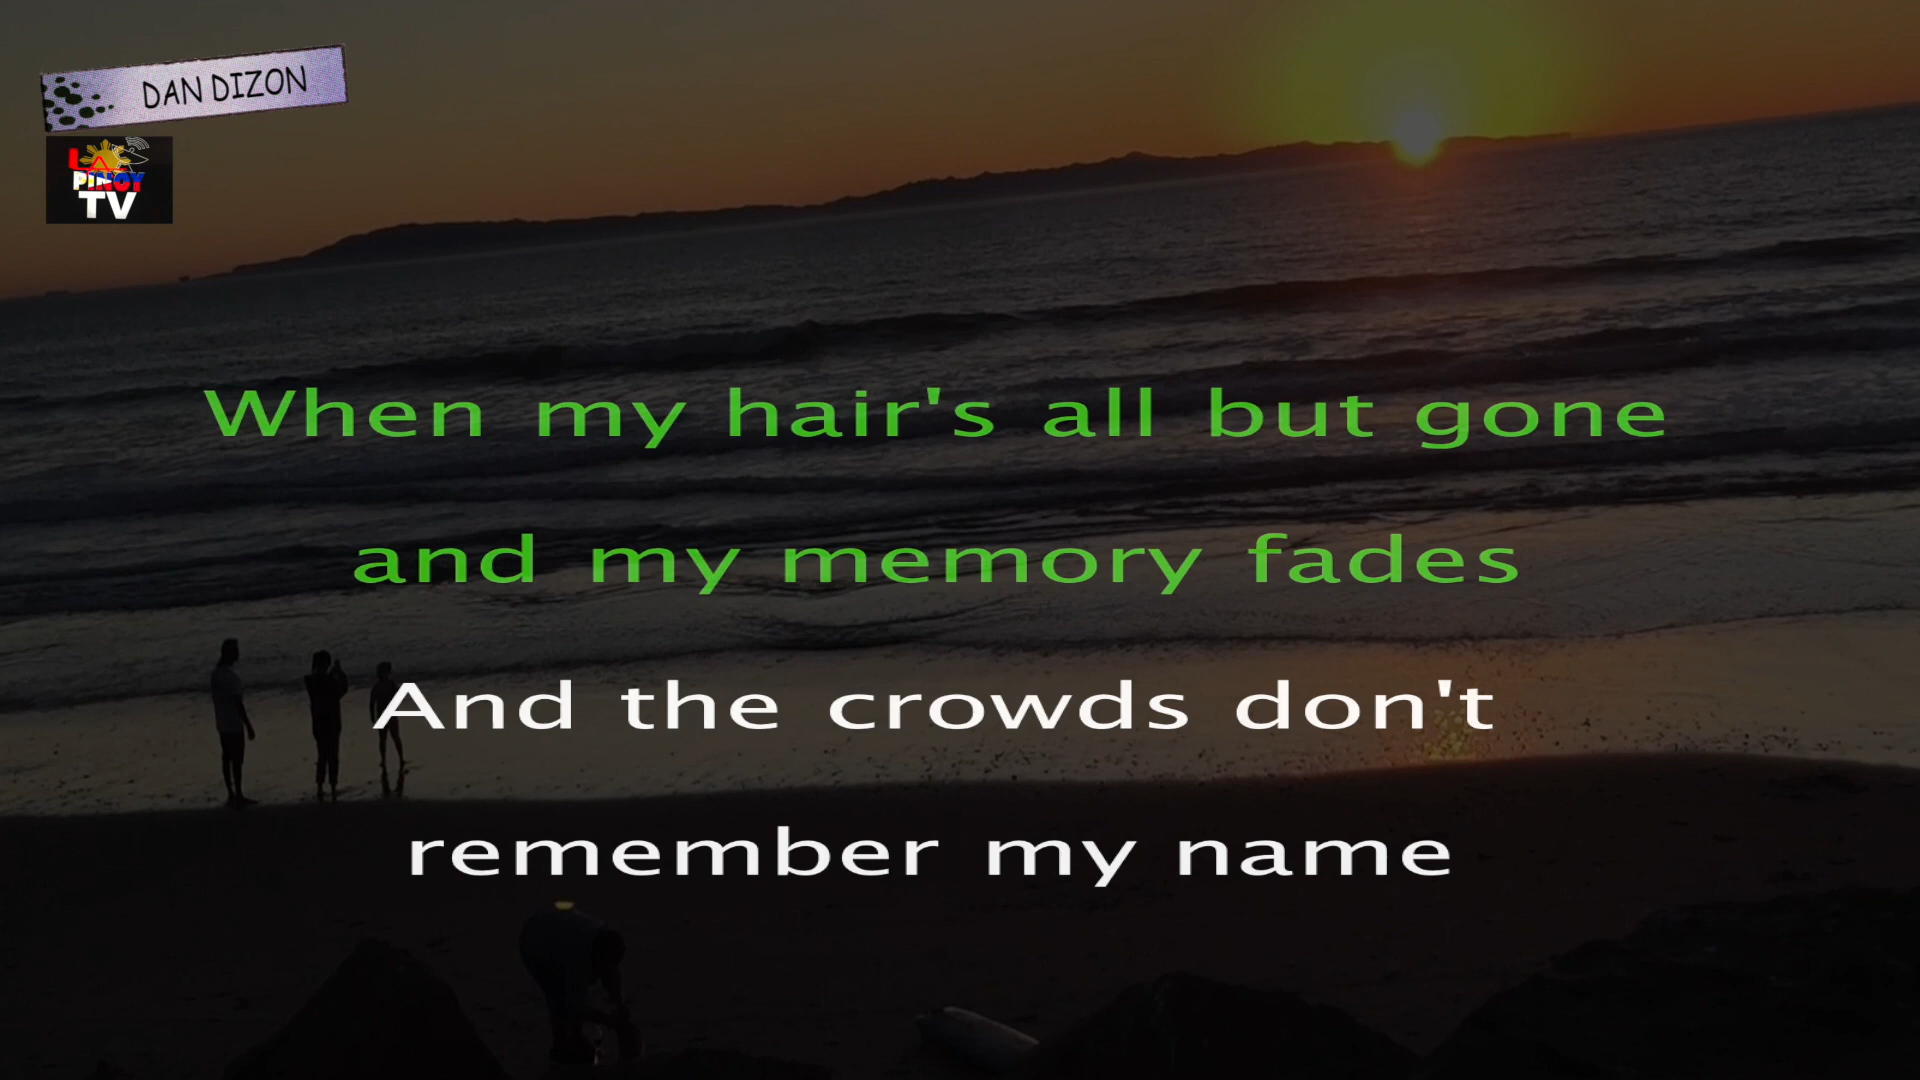 DAN DIZON
LA
PINOY
TV
When my hair's all but gone
and my memory fades
And the crowds don't
remember my name